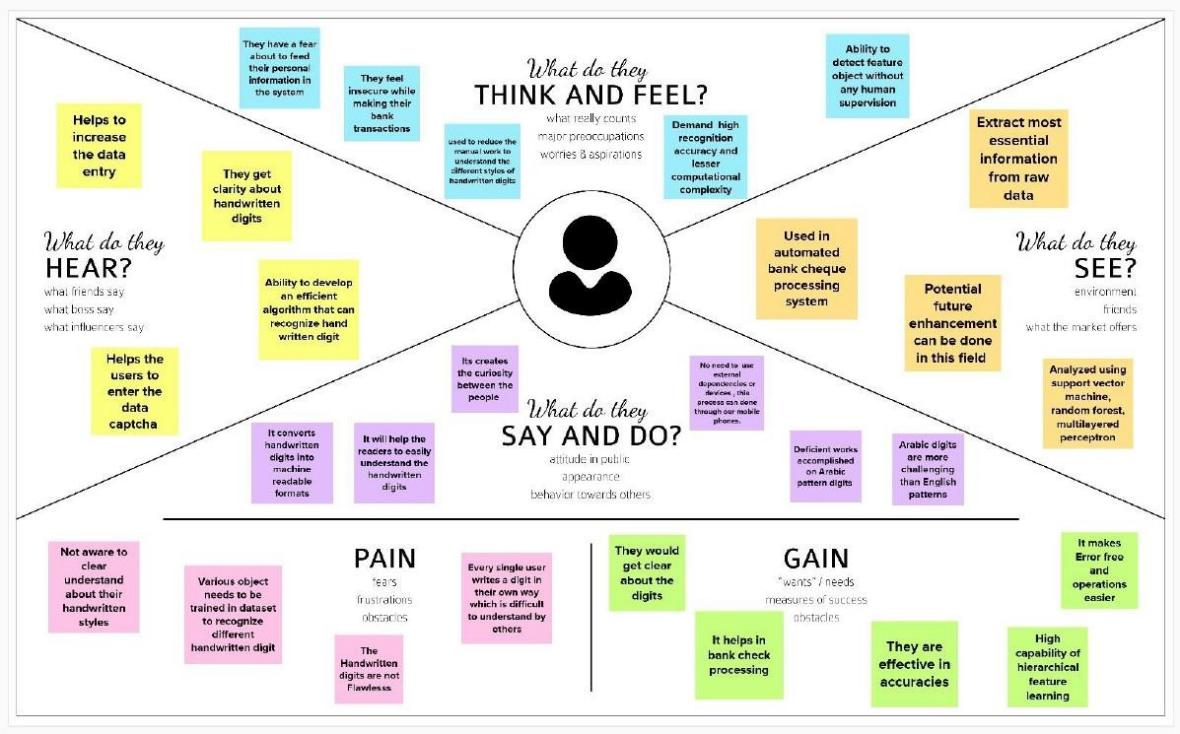 They have a fear
about to feed
their personal
information in
the system
They feel
insecure while
making their
bank
transactions
used to reduce the
manual work to
understand the
different styles of
handwritten digits
What do they
THINK AND FEEL?
what really counts
major preoccupations
worries & aspirations
Demand high
recognition
accuracy and
lesser
computational
complexity
Ability to
detect feature
object without
any human
supervision
Helps to
increase
the data
entry
They get
clarity about
handwritten
digits
What do they
HEAR?
what friends say
what boss say
what influencers say
Ability to develop
an efficient
algorithm that can
recognize hand
written digit
Helps the
users to
enter the
data
captcha
Extract most
essential
information
from raw
data
Used in
automated
bank cheque
processing
system
What do they
SEE?
environment
friends
what the market offers
Potential
future
enhancement
can be done
in this field
Analyzed using
support vector
machine,
random forest,
multilayered
perceptron
Its creates
the curiosity
between the
people
It converts
handwritten
digits into
machine
readable
formats
It will help the
readers to easily
understand the
handwritten
digits
What do they
SAY AND DO?
attitude in public
appearance
behavior towards others
No need to use
external
dependencies or
devices , this
process can done
through our mobile
phones.
Deficient works
accomplished
on Arabic
pattern digits
Arabic digits
are more
challenging
than English
patterns
Not aware to
clear
understand
about their
handwritten
styles
Various object
needs to be
trained in dataset
to recognize
different
handwritten digit
PAIN
fears
frustrations
obstacles
The
Handwritten
digits are not
Flawlesss
Every single user
writes a digit in
their own way
which is difficult
to understand by
others
They would
get clear
about the
digits
GAIN
"wants" / needs
measures of success
obstacles
It helps in
bank check
processing
They are
effective in
accuracies
It makes
Error free
and
operations
easier
High
capability of
hierarchical
feature
learning